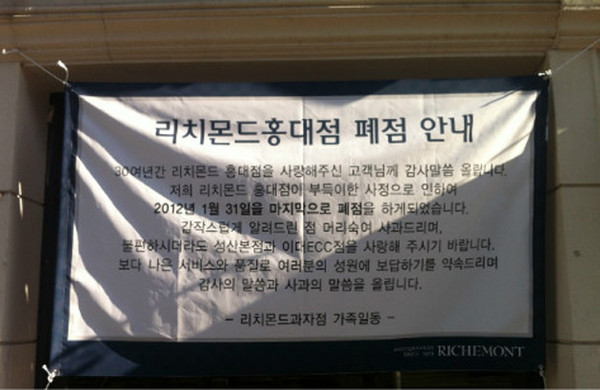 리치몬드홍대점 폐점 안내
30여년간 리치몬드 홍대점을 사랑해주신 고객님께 감사말씀 올립니다.
저희 리치몬드 홍대점이 부득이한 사정으로 인하여
2012년 1월 31일을 마지막으로 폐점을 하게되었습니다.
갑작스럽게 알려드린 점 머리숙여 사과드리며,
불편하시더라도 성산본점과 이대ECC점을 사랑해 주시기 바랍니다.
보다 나은 서비스와 품질로 여러분의 성원에 보답하기를 약속드리며
감사의 말씀과 사과의 말씀을 올립니다.
– 리치몬드과자점 가족일동 –
RICHEMONT